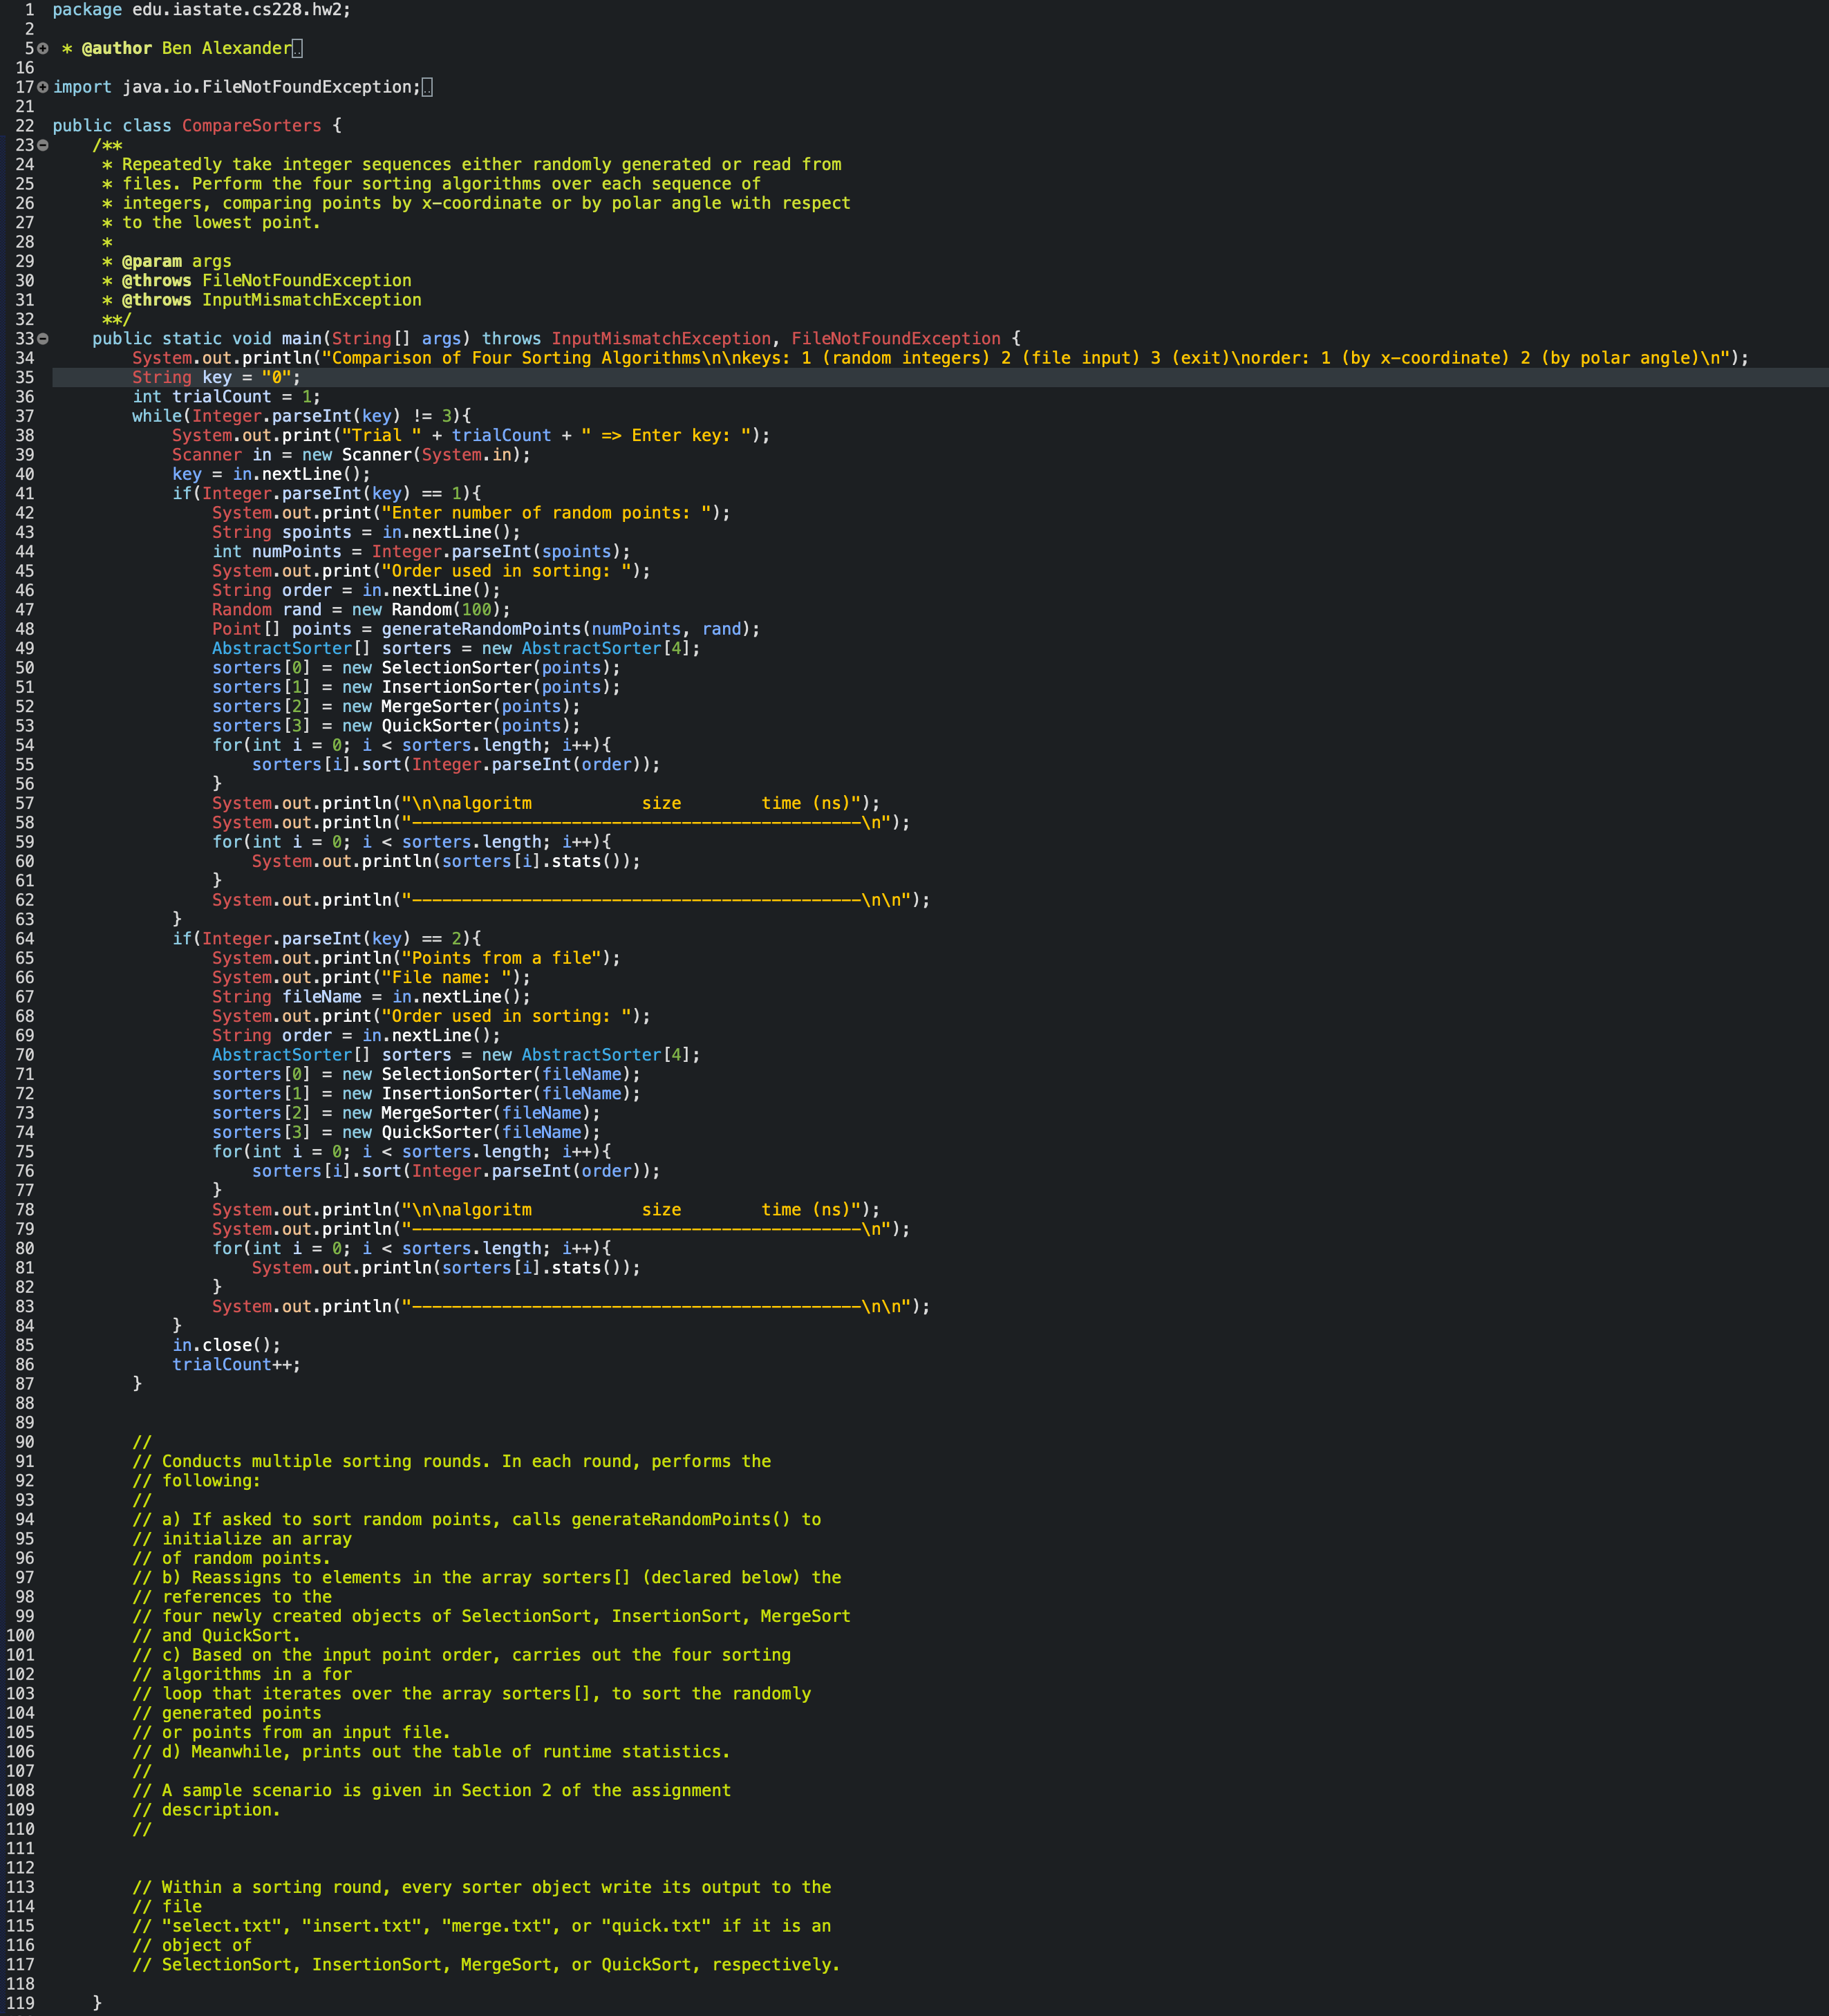 1 package edu.iastate.cs228.hw2;
2
5 * @author Ben Alexander
16
17 import java.io.FileNotFoundException;
21
22 public class CompareSorters {
23     /**
24      * Repeatedly take integer sequences either randomly generated or read from
25      * files. Perform the four sorting algorithms over each sequence of
26      * integers, comparing points by x-coordinate or by polar angle with respect
27      * to the lowest point.
28      *
29      * @param args
30      * @throws FileNotFoundException
31      * @throws InputMismatchException
32      **/
33     public static void main(String[] args) throws InputMismatchException, FileNotFoundException {
34         System.out.println("Comparison of Four Sorting Algorithms\n\nkeys: 1 (random integers) 2 (file input) 3 (exit)\norder: 1 (by x-coordinate) 2 (by polar angle)\n");
35         String key = "0";
36         int trialCount = 1;
37         while(Integer.parseInt(key) != 3){
38             System.out.print("Trial " + trialCount + " => Enter key: ");
39             Scanner in = new Scanner(System.in);
40             key = in.nextLine();
41             if(Integer.parseInt(key) == 1){
42                 System.out.print("Enter number of random points: ");
43                 String spoints = in.nextLine();
44                 int numPoints = Integer.parseInt(spoints);
45                 System.out.print("Order used in sorting: ");
46                 String order = in.nextLine();
47                 Random rand = new Random(100);
48                 Point[] points = generateRandomPoints(numPoints, rand);
49                 AbstractSorter[] sorters = new AbstractSorter[4];
50                 sorters[0] = new SelectionSorter(points);
51                 sorters[1] = new InsertionSorter(points);
52                 sorters[2] = new MergeSorter(points);
53                 sorters[3] = new QuickSorter(points);
54                 for(int i = 0; i < sorters.length; i++){
55                     sorters[i].sort(Integer.parseInt(order));
56                 }
57                 System.out.println("\n\nalgoritm           size        time (ns)");
58                 System.out.println("---------------------------------------------\n");
59                 for(int i = 0; i < sorters.length; i++){
60                     System.out.println(sorters[i].stats());
61                 }
62                 System.out.println("---------------------------------------------\n\n");
63             }
64             if(Integer.parseInt(key) == 2){
65                 System.out.println("Points from a file");
66                 System.out.print("File name: ");
67                 String fileName = in.nextLine();
68                 System.out.print("Order used in sorting: ");
69                 String order = in.nextLine();
70                 AbstractSorter[] sorters = new AbstractSorter[4];
71                 sorters[0] = new SelectionSorter(fileName);
72                 sorters[1] = new InsertionSorter(fileName);
73                 sorters[2] = new MergeSorter(fileName);
74                 sorters[3] = new QuickSorter(fileName);
75                 for(int i = 0; i < sorters.length; i++){
76                     sorters[i].sort(Integer.parseInt(order));
77                 }
78                 System.out.println("\n\nalgoritm           size        time (ns)");
79                 System.out.println("---------------------------------------------\n");
80                 for(int i = 0; i < sorters.length; i++){
81                     System.out.println(sorters[i].stats());
82                 }
83                 System.out.println("---------------------------------------------\n\n");
84             }
85             in.close();
86             trialCount++;
87         }
88
89
90         //
91         // Conducts multiple sorting rounds. In each round, performs the
92         // following:
93         //
94         // a) If asked to sort random points, calls generateRandomPoints() to
95         // initialize an array
96         // of random points.
97         // b) Reassigns to elements in the array sorters[] (declared below) the
98         // references to the
99         // four newly created objects of SelectionSort, InsertionSort, MergeSort
100         // and QuickSort.
101         // c) Based on the input point order, carries out the four sorting
102         // algorithms in a for
103         // loop that iterates over the array sorters[], to sort the randomly
104         // generated points
105         // or points from an input file.
106         // d) Meanwhile, prints out the table of runtime statistics.
107         //
108         // A sample scenario is given in Section 2 of the assignment
109         // description.
110         //
111
112
113         // Within a sorting round, every sorter object write its output to the
114         // file
115         // "select.txt", "insert.txt", "merge.txt", or "quick.txt" if it is an
116         // object of
117         // SelectionSort, InsertionSort, MergeSort, or QuickSort, respectively.
118
119     }